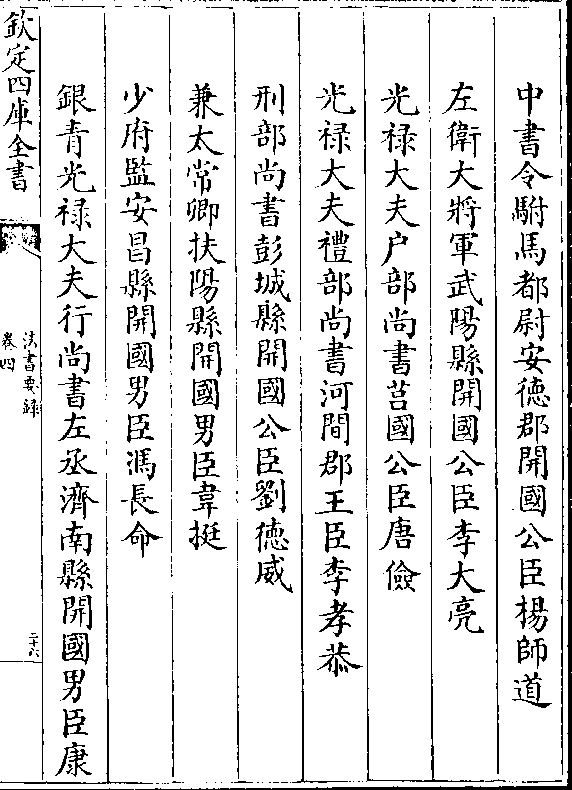 中書令駙馬都尉安徳郡開國公臣楊師道
左衛大將軍武陽縣開國公臣李大亮
光禄大夫户部尚書莒國公臣唐儉
光禄大夫禮部尚書河間郡王臣李孝恭
刑部尚書彭城縣開國公臣劉徳威
兼太常卿扶陽縣開國男臣韋挺
少府監安昌縣開國男臣馮長命
銀青光禄大夫行尚書左丞濟南縣開國男臣康
欽定四庫全書
法書要録
卷四
二十六